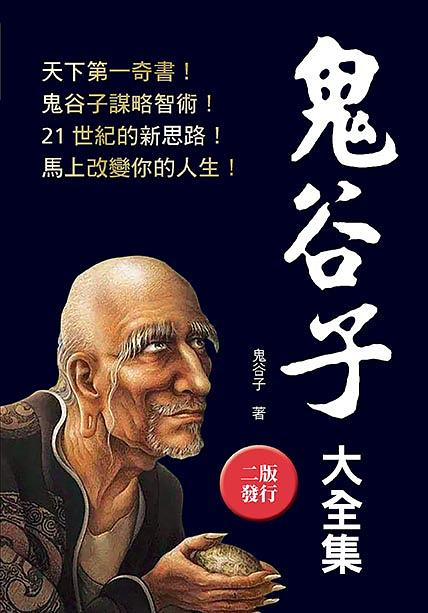 天下第一奇書！
鬼谷子謀略智術！
21 世紀的新思路！
馬上改變你的人生！
鬼谷子
大全集
鬼谷子 著
二版
發行